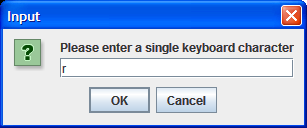 Input
?
Please enter a single keyboard character
r
OK
Cancel